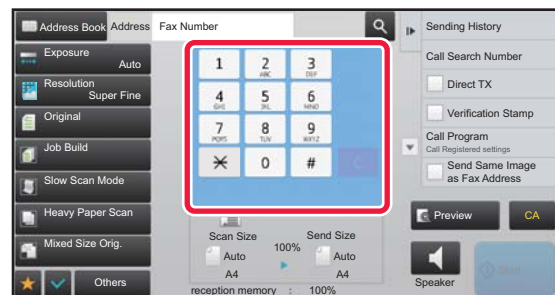 Address Book Address Fax Number
Sending History
Call Search Number
Direct TX
Verification Stamp
Call Program
Call Registered settings
Send Same Image
as Fax Address
Exposure
Auto
Resolution
Super Fine
Original
Job Build
Slow Scan Mode
Heavy Paper Scan
Mixed Size Orig.
Others
1 2 3
ABC DEF
4 5 6
GHI JKL MNO
7 8 9
PQRS TUV WXYZ
0 #
C
Scan Size
100%
Send Size
Auto Auto
A4 A4
reception memory : 100%
Preview CA
Speaker
Start